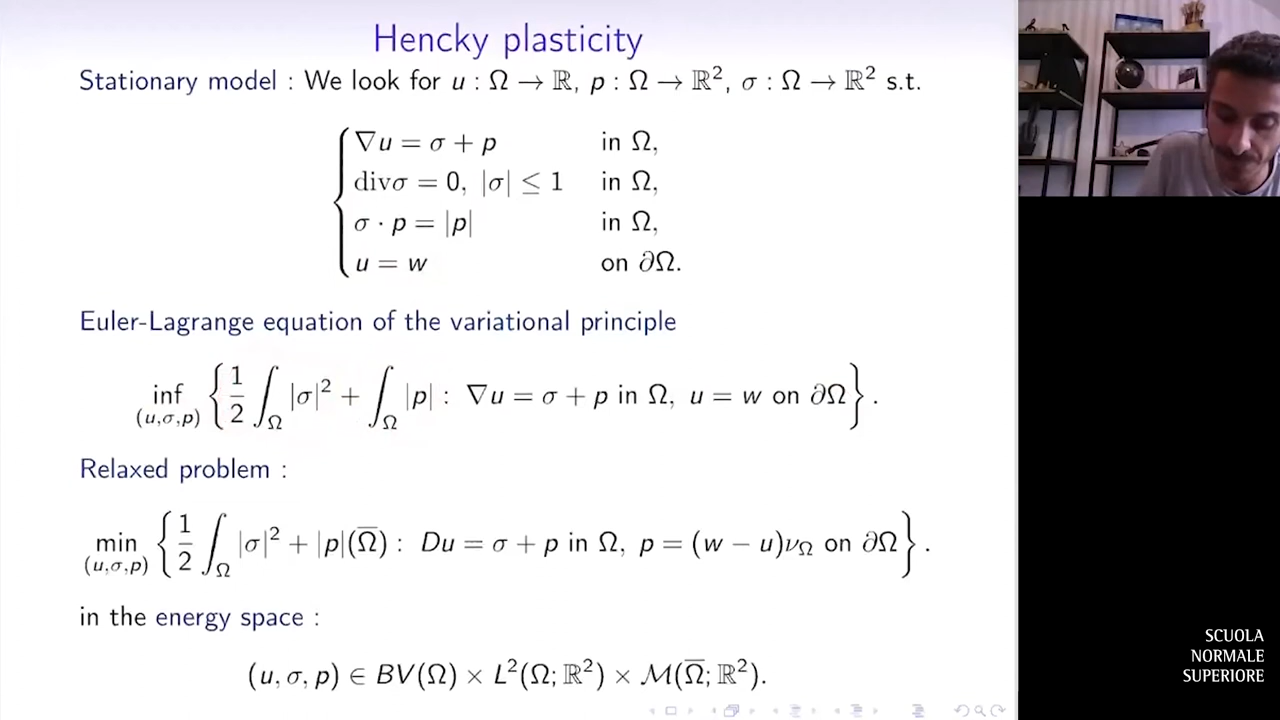 Hencky plasticity
Stationary model : We look for u : Ω → ℝ, p : Ω → ℝ², σ : Ω → ℝ² s.t.
∇u = σ + p in Ω,
divσ = 0, |σ| ≤ 1 in Ω,
σ · p = |p| in Ω,
u = w on ∂Ω.
Euler-Lagrange equation of the variational principle
inf_(u,σ,p) { 1/2 ∫_Ω |σ|² + ∫_Ω |p| : ∇u = σ + p in Ω, u = w on ∂Ω } .
Relaxed problem :
min_(u,σ,p) { 1/2 ∫_Ω |σ|² + |p|(Ω̅) : Du = σ + p in Ω, p = (w − u)ν_Ω on ∂Ω } .
in the energy space :
(u, σ, p) ∈ BV(Ω) × L²(Ω; ℝ²) × ℳ(Ω̅; ℝ²).
SCUOLA
NORMALE
SUPERIORE